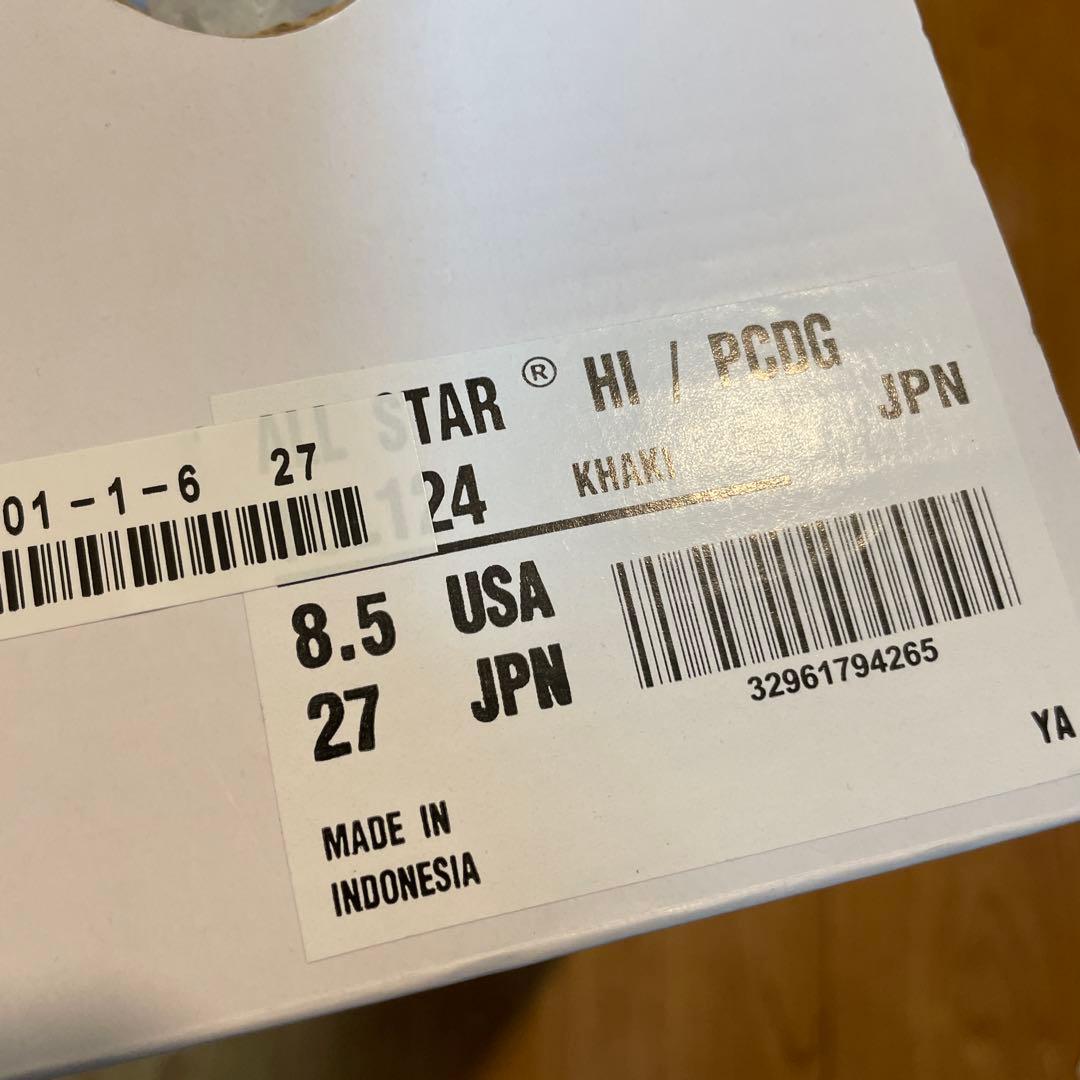 ALL STAR ® HI / PCDG
JPN
24 KHAKI
01-1-6 27
8.5 USA
27 JPN
32961794265
YA
MADE IN
INDONESIA